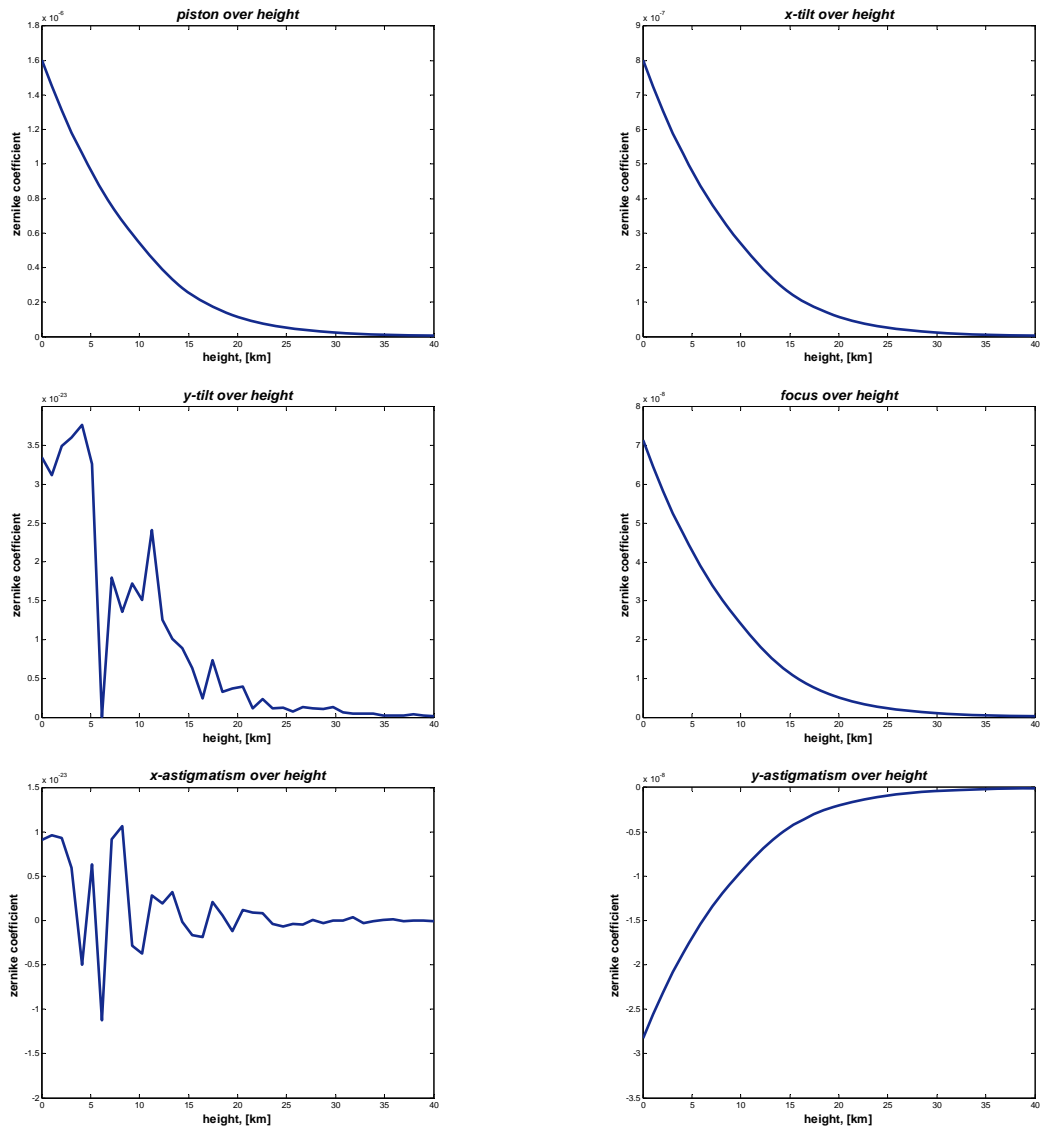 piston over height
x 10-6
1.8
1.6
1.4
1.2
1
0.8
0.6
0.4
0.2
0
zernike coefficient
0 5 10 15 20 25 30 35 40
height, [km]
x-tilt over height
x 10-7
9
8
7
6
5
4
3
2
1
0
zernike coefficient
0 5 10 15 20 25 30 35 40
height, [km]
y-tilt over height
x 10-23
3.5
3
2.5
2
1.5
1
0.5
0
zernike coefficient
0 5 10 15 20 25 30 35 40
height, [km]
focus over height
x 10-8
8
7
6
5
4
3
2
1
0
zernike coefficient
0 5 10 15 20 25 30 35 40
height, [km]
x-astigmatism over height
x 10-23
1.5
1
0.5
0
-0.5
-1
-1.5
-2
zernike coefficient
0 5 10 15 20 25 30 35 40
height, [km]
y-astigmatism over height
x 10-8
0
-0.5
-1
-1.5
-2
-2.5
-3
-3.5
zernike coefficient
0 5 10 15 20 25 30 35 40
height, [km]